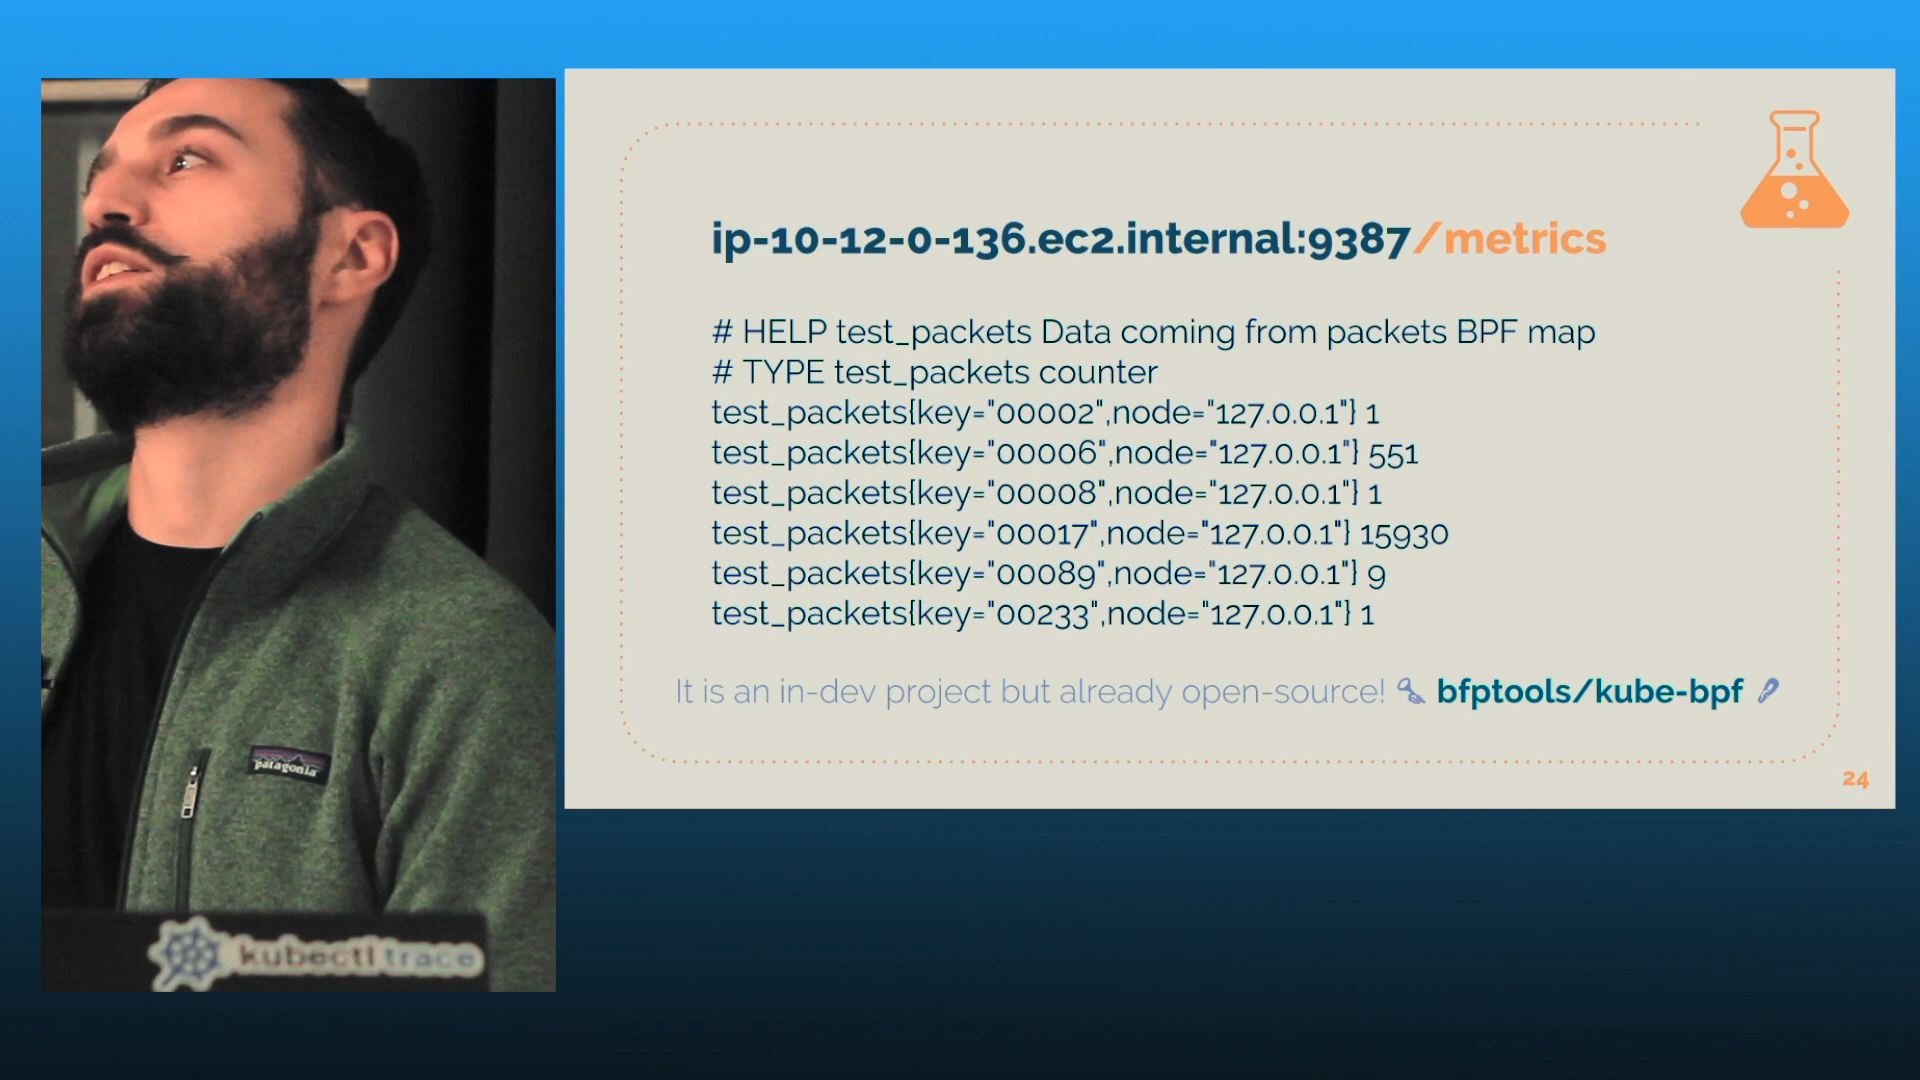 ip-10-12-0-136.ec2.internal:9387/metrics
# HELP test_packets Data coming from packets BPF map
# TYPE test_packets counter
test_packets{key="00002",node="127.0.0.1"} 1
test_packets{key="00006",node="127.0.0.1"} 551
test_packets{key="00008",node="127.0.0.1"} 1
test_packets{key="00017",node="127.0.0.1"} 15930
test_packets{key="00089",node="127.0.0.1"} 9
test_packets{key="00233",node="127.0.0.1"} 1
It is an in-dev project but already open-source! bfptools/kube-bpf
24
patagonia
kubectl trace